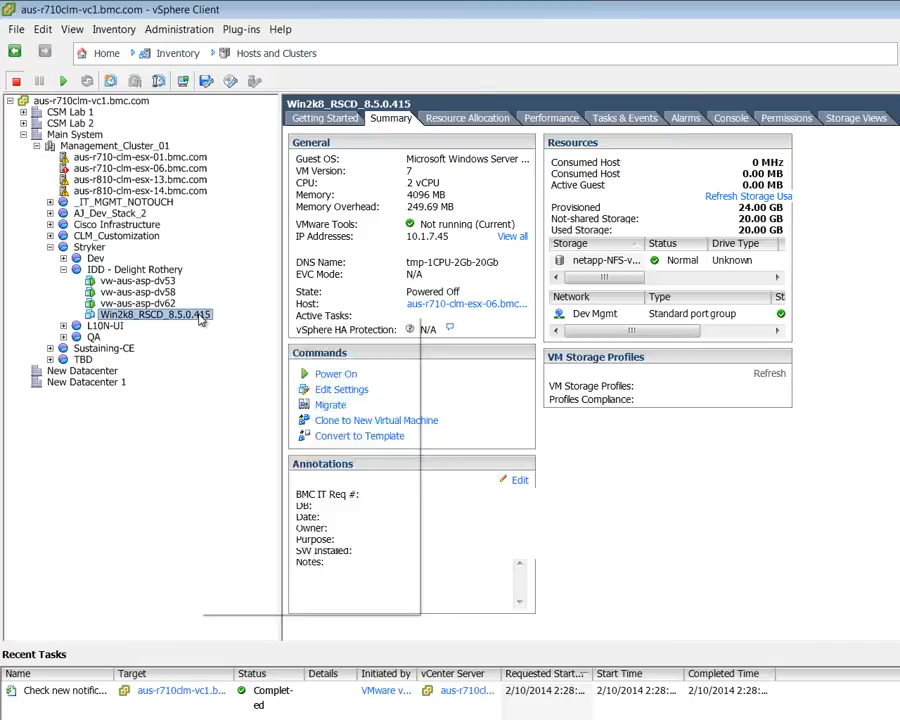 aus-r710clm-vc1.bmc.com - vSphere Client
File Edit View Inventory Administration Plug-ins Help
Home Inventory Hosts and Clusters
aus-r710clm-vc1.bmc.com
CSM Lab 1
CSM Lab 2
Main System
Management_Cluster_01
aus-r710-clm-esx-01.bmc.com
aus-r710-clm-esx-06.bmc.com
aus-r810-clm-esx-13.bmc.com
aus-r810-clm-esx-14.bmc.com
_IT_MGMT_NOTOUCH
AJ_Dev_Stack_2
Cisco Infrastructure
CLM_Customization
Stryker
Dev
IDD - Delight Rothery
vw-aus-asp-dv53
vw-aus-asp-dv58
vw-aus-asp-dv62
Win2k8_RSCD_8.5.0.415
L10N-UI
QA
Sustaining-CE
TBD
New Datacenter
New Datacenter 1
Win2k8_RSCD_8.5.0.415
Getting Started Summary Resource Allocation Performance Tasks & Events Alarms Console Permissions Storage Views
General
Guest OS: Microsoft Windows Server ...
VM Version: 7
CPU: 2 vCPU
Memory: 4096 MB
Memory Overhead: 249.69 MB
VMware Tools: Not running (Current)
IP Addresses: 10.1.7.45 View all
DNS Name: tmp-1CPU-2Gb-20Gb
EVC Mode: N/A
State: Powered Off
Host: aus-r710-clm-esx-06.bmc...
Active Tasks:
vSphere HA Protection: N/A
Commands
Power On
Edit Settings
Migrate
Clone to New Virtual Machine
Convert to Template
Annotations
Edit
BMC IT Req #:
DB:
Date:
Owner:
Purpose:
SW Installed:
Notes:
Resources
Consumed Host 0 MHz
Consumed Host 0.00 MB
Active Guest 0.00 MB
Refresh Storage Usa
Provisioned 24.00 GB
Not-shared Storage: 20.00 GB
Used Storage: 20.00 GB
Storage Status Drive Type
netapp-NFS-v... Normal Unknown
Network Type St
Dev Mgmt Standard port group
VM Storage Profiles
Refresh
VM Storage Profiles:
Profiles Compliance:
Recent Tasks
Name Target Status Details Initiated by vCenter Server Requested Start... Start Time Completed Time
Check new notific... aus-r710clm-vc1.b... Complet- VMware v... aus-r710cl... 2/10/2014 2:28:... 2/10/2014 2:28:... 2/10/2014 2:28:...
ed